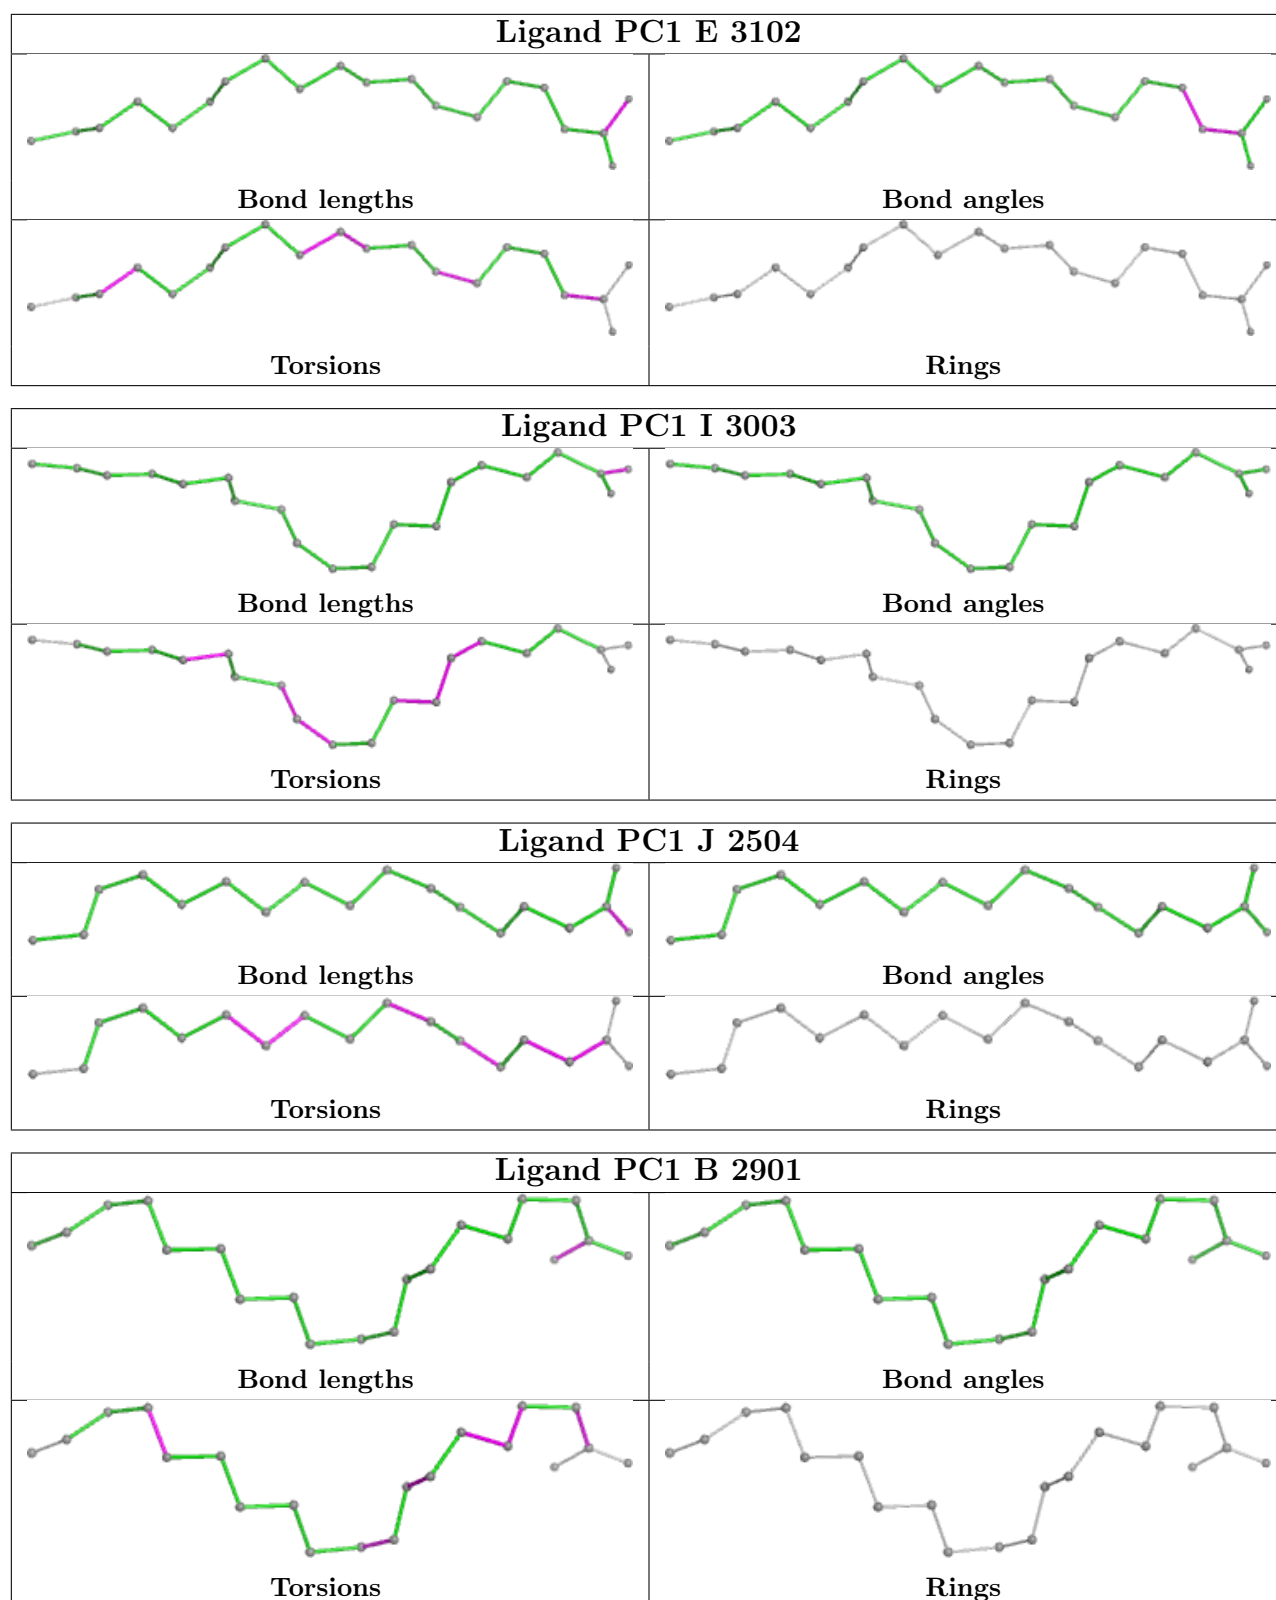 Ligand PC1 E 3102
Bond lengths
Bond angles
Torsions
Rings
Ligand PC1 I 3003
Bond lengths
Bond angles
Torsions
Rings
Ligand PC1 J 2504
Bond lengths
Bond angles
Torsions
Rings
Ligand PC1 B 2901
Bond lengths
Bond angles
Torsions
Rings